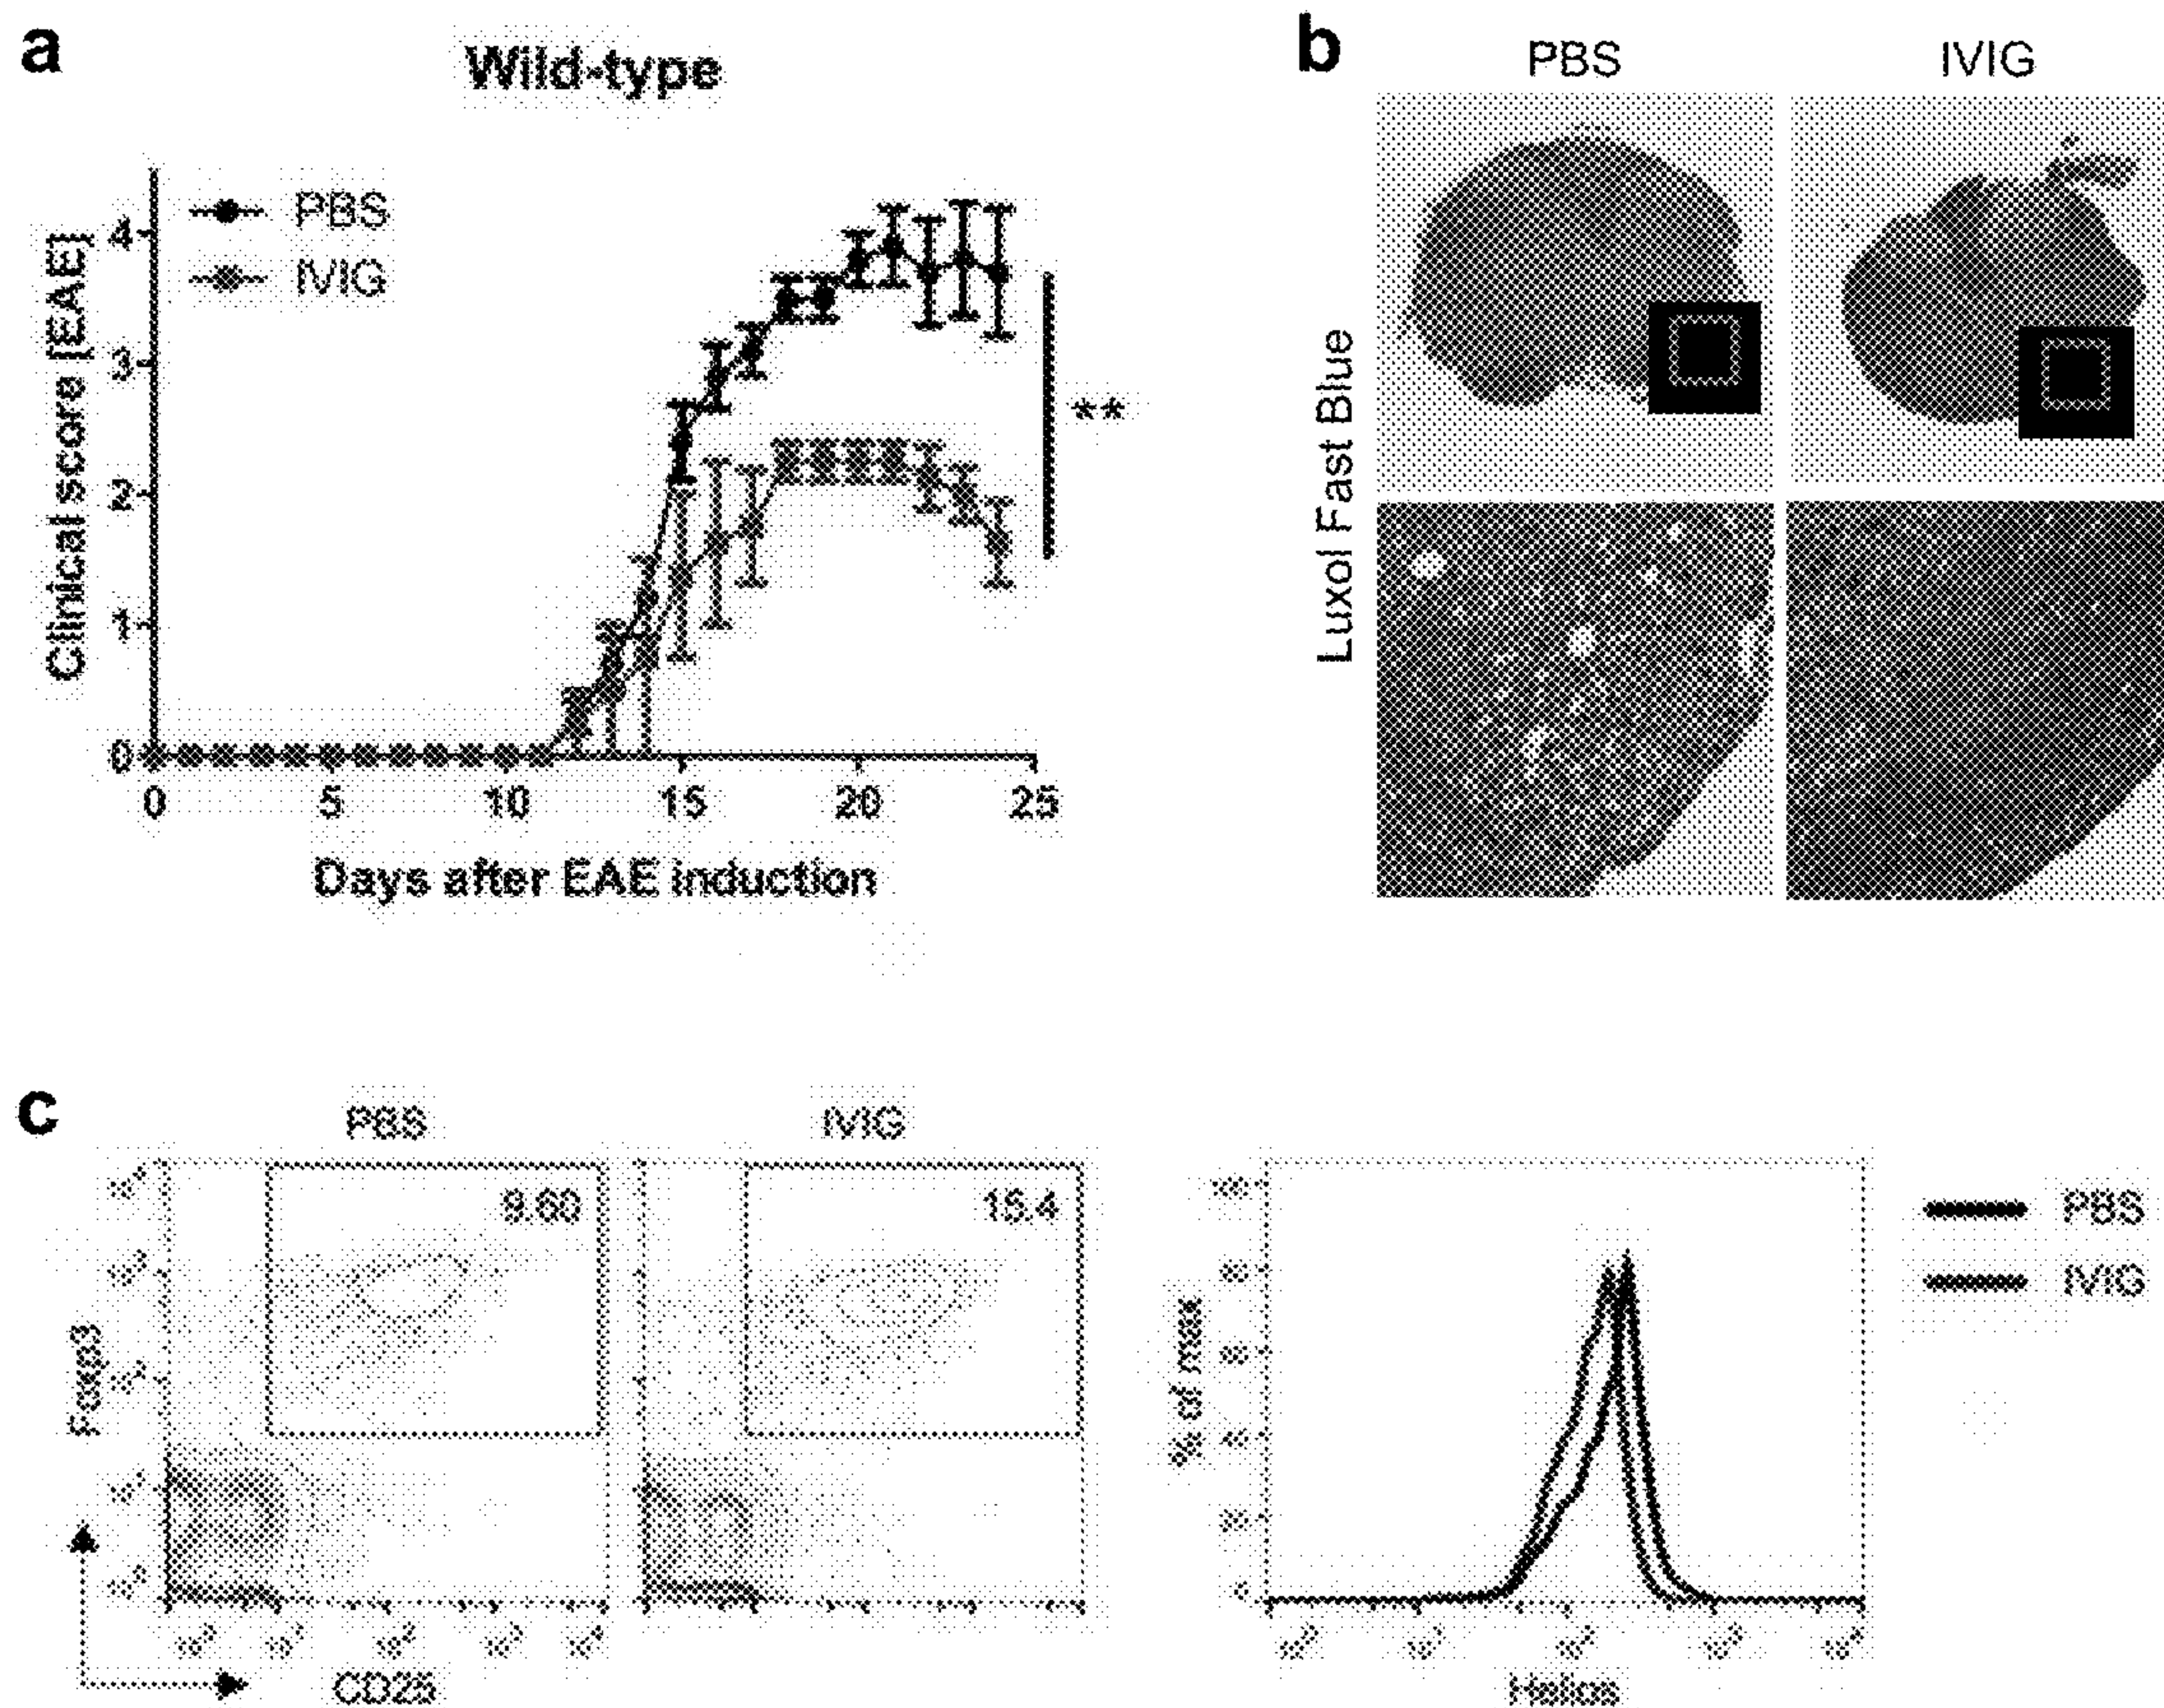 a
Wild-type
PBS
IVIG
Clinical score [EAE]
4
3
2
1
0
0 5 10 15 20 25
Days after EAE induction
**
b
PBS IVIG
Luxol Fast Blue
c
PBS IVIG
9.60 15.4
Foxp3
CD25
% of max
Helios
PBS
IVIG